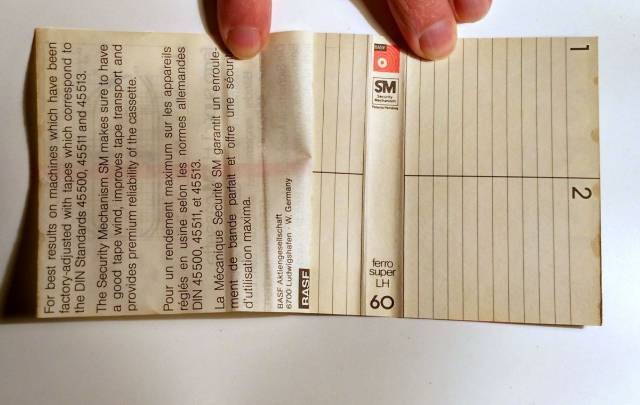 For best results on machines which have been
factory-adjusted with tapes which correspond to
the DIN Standards 45500, 45511 and 45513.
The Security Mechanism SM makes sure to have
a good tape wind, improves tape transport and
provides premium reliability of the cassette.
Pour un rendement maximum sur les appareils
réglés en usine selon les normes allemandes
DIN 45500, 45511, et 45513.
La Mécanique Securité SM garantit un enroule-
ment de bande parfait et offre une sécuri
d'utilisation maxima.
BASF Aktiengesellschaft
6700 Ludwigshafen · W. Germany
BASF
BASF
SM
Security
Mechanism
ferro
super
LH
60
1
2